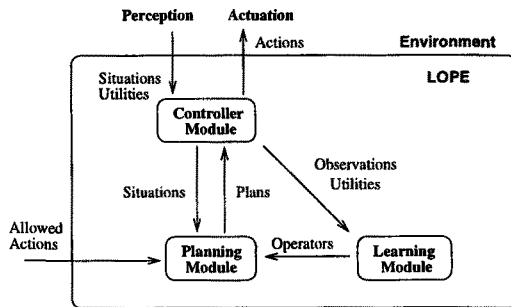 Perception
Actuation
Actions
Environment
LOPE
Situations
Utilities
Controller
Module
Observations
Utilities
Situations
Plans
Allowed
Actions
Planning
Module
Operators
Learning
Module